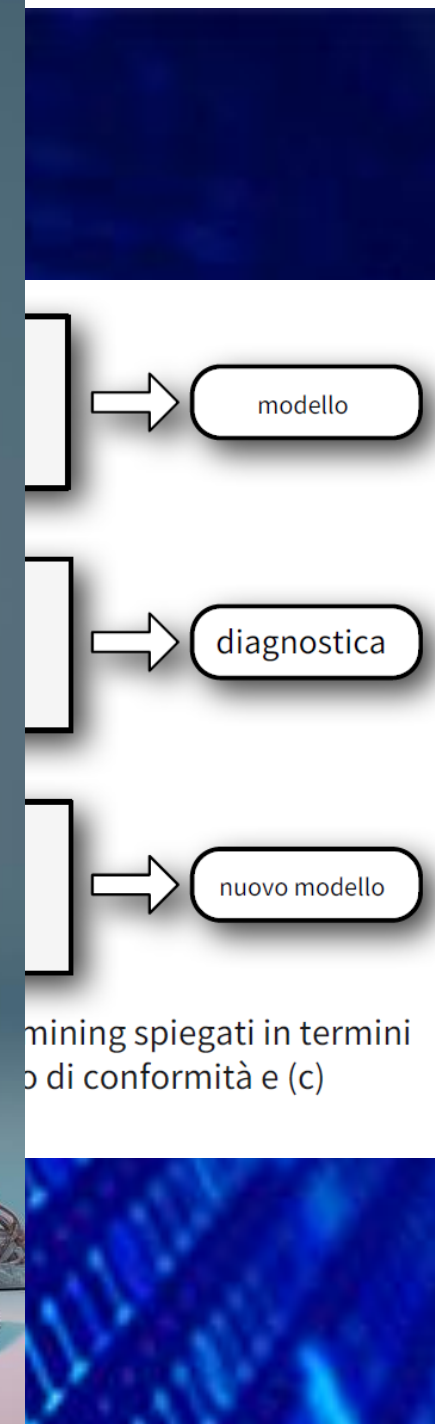 modello
diagnostica
nuovo modello
mining spiegati in termini
di conformità e (c)